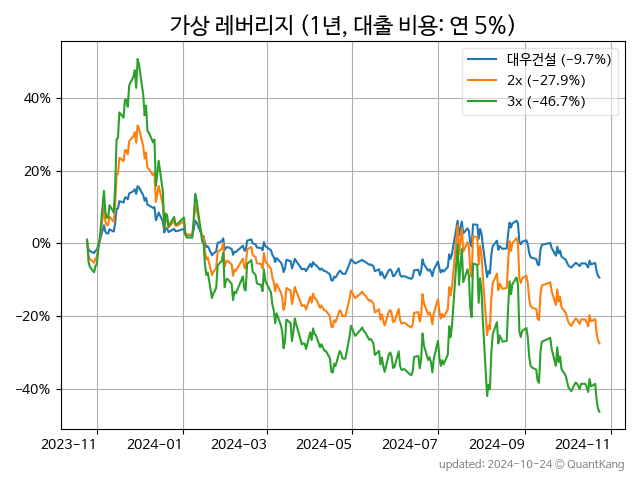 가상 레버리지 (1년, 대출 비용: 연 5%)
대우건설 (−9.7%)
2x (−27.9%)
3x (−46.7%)
40%
20%
0%
−20%
−40%
2023−11 2024−01 2024−03 2024−05 2024−07 2024−09 2024−11
updated: 2024-10-24 © QuantKang